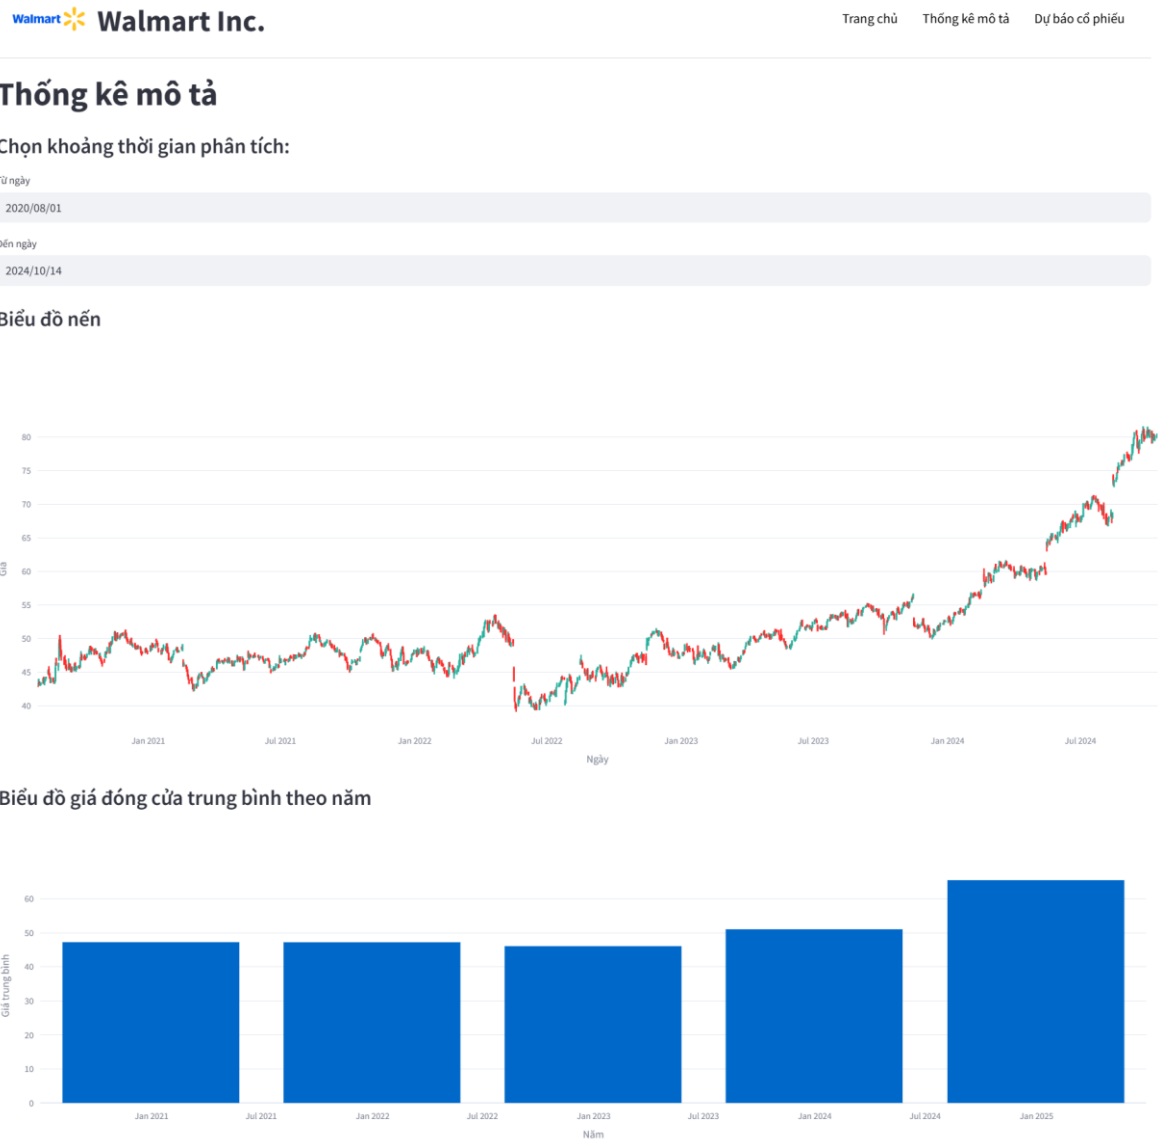 Walmart Walmart Inc. Trang chủ Thống kê mô tả Dự báo cổ phiếu
Thống kê mô tả
Chọn khoảng thời gian phân tích:
Từ ngày
2020/08/01
Đến ngày
2024/10/14
Biểu đồ nến
80
75
70
65
60
55
50
45
40
Giá
Jan 2021 Jul 2021 Jan 2022 Jul 2022 Jan 2023 Jul 2023 Jan 2024 Jul 2024
Ngày
Biểu đồ giá đóng cửa trung bình theo năm
60
50
40
30
20
10
0
Giá trung bình
Jan 2021 Jul 2021 Jan 2022 Jul 2022 Jan 2023 Jul 2023 Jan 2024 Jul 2024 Jan 2025
Năm